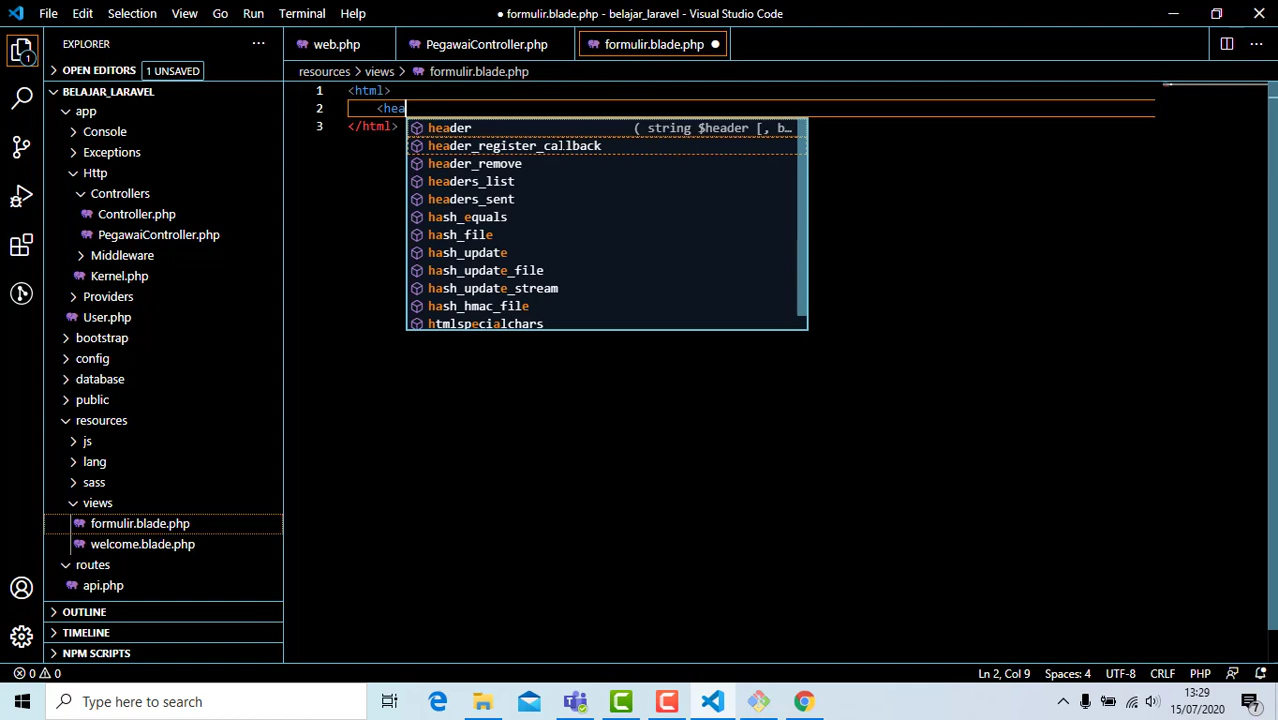 File Edit Selection View Go Run Terminal Help
● formulir.blade.php - belajar_laravel - Visual Studio Code
EXPLORER
web.php
PegawaiController.php
formulir.blade.php
OPEN EDITORS 1 UNSAVED
resources > views > formulir.blade.php
BELAJAR_LARAVEL
app
Console
Exceptions
Http
Controllers
Controller.php
PegawaiController.php
Middleware
Kernel.php
Providers
User.php
bootstrap
config
database
public
resources
js
lang
sass
views
formulir.blade.php
welcome.blade.php
routes
api.php
OUTLINE
TIMELINE
NPM SCRIPTS
1 <html>
2 <hea
3 </html>
header ( string $header [, b...
header_register_callback
header_remove
headers_list
headers_sent
hash_equals
hash_file
hash_update
hash_update_file
hash_update_stream
hash_hmac_file
htmlspecialchars
0 0
Ln 2, Col 9 Spaces: 4 UTF-8 CRLF PHP
1
Type here to search
13:29
15/07/2020
7